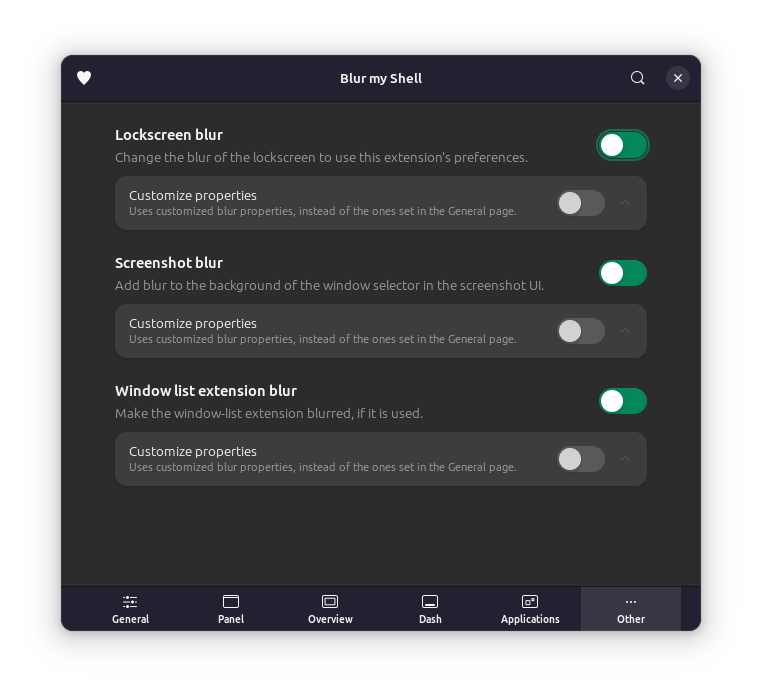 Blur my Shell
Lockscreen blur
Change the blur of the lockscreen to use this extension's preferences.
Customize properties
Uses customized blur properties, instead of the ones set in the General page.
Screenshot blur
Add blur to the background of the window selector in the screenshot UI.
Customize properties
Uses customized blur properties, instead of the ones set in the General page.
Window list extension blur
Make the window-list extension blurred, if it is used.
Customize properties
Uses customized blur properties, instead of the ones set in the General page.
General Panel Overview Dash Applications Other